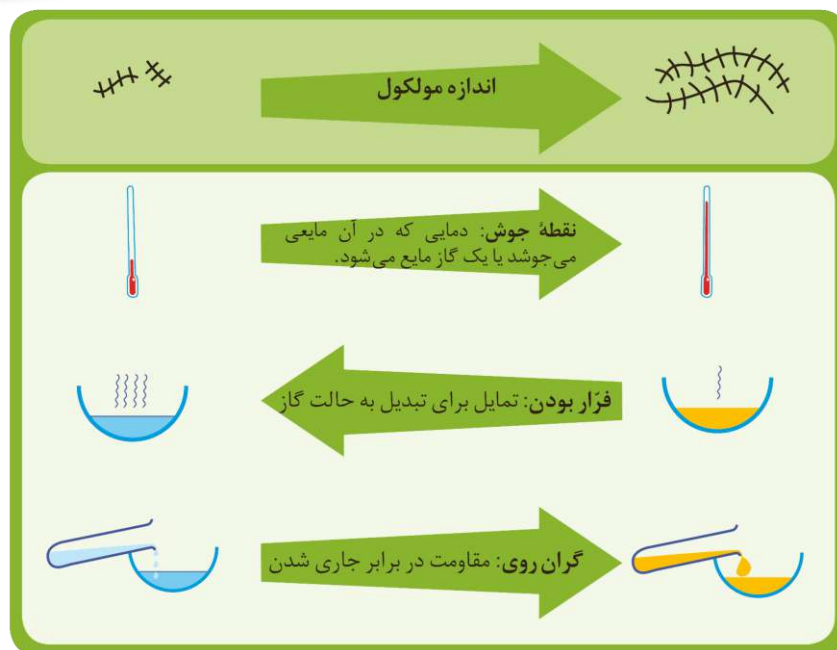 اندازه مولکول
نقطهٔ جوش: دمایی که در آن مایعی
می‌جوشد یا یک گاز مایع می‌شود.
فرّار بودن: تمایل برای تبدیل به حالت گاز
گران روی: مقاومت در برابر جاری شدن